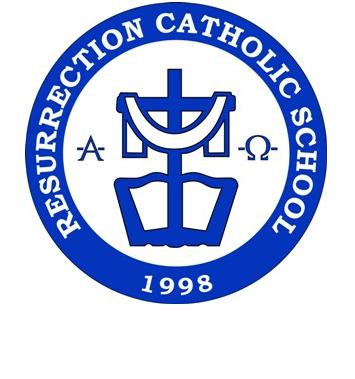 RESURRECTION CATHOLIC SCHOOL
-A- -Ω-
1998